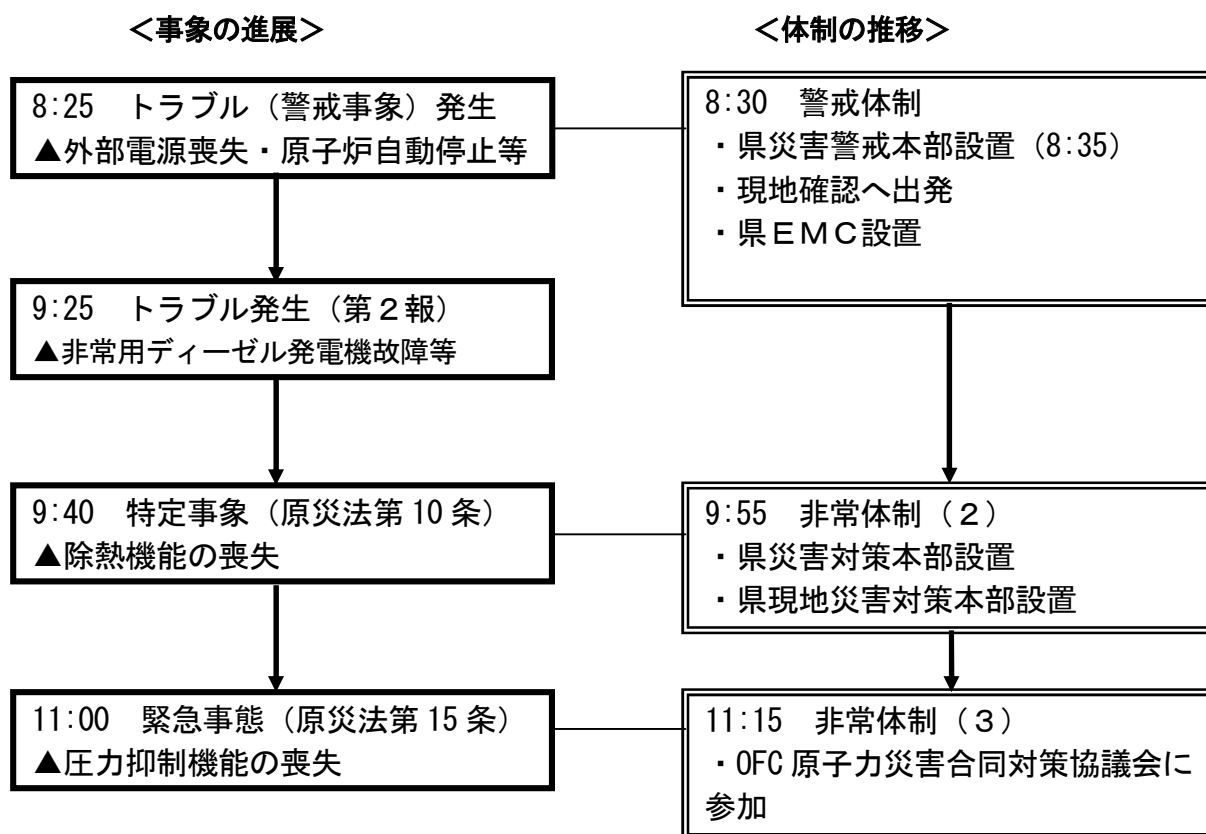 ＜事象の進展＞
＜体制の推移＞
8:25　トラブル（警戒事象）発生
▲外部電源喪失・原子炉自動停止等
8:30　警戒体制
・県災害警戒本部設置（8:35）
・現地確認へ出発
・県ＥＭＣ設置
9:25　トラブル発生（第２報）
▲非常用ディーゼル発電機故障等
9:40　特定事象（原災法第 10 条）
▲除熱機能の喪失
9:55　非常体制（２）
・県災害対策本部設置
・県現地災害対策本部設置
11:00　緊急事態（原災法第 15 条）
▲圧力抑制機能の喪失
11:15　非常体制（３）
・OFC 原子力災害合同対策協議会に
参加